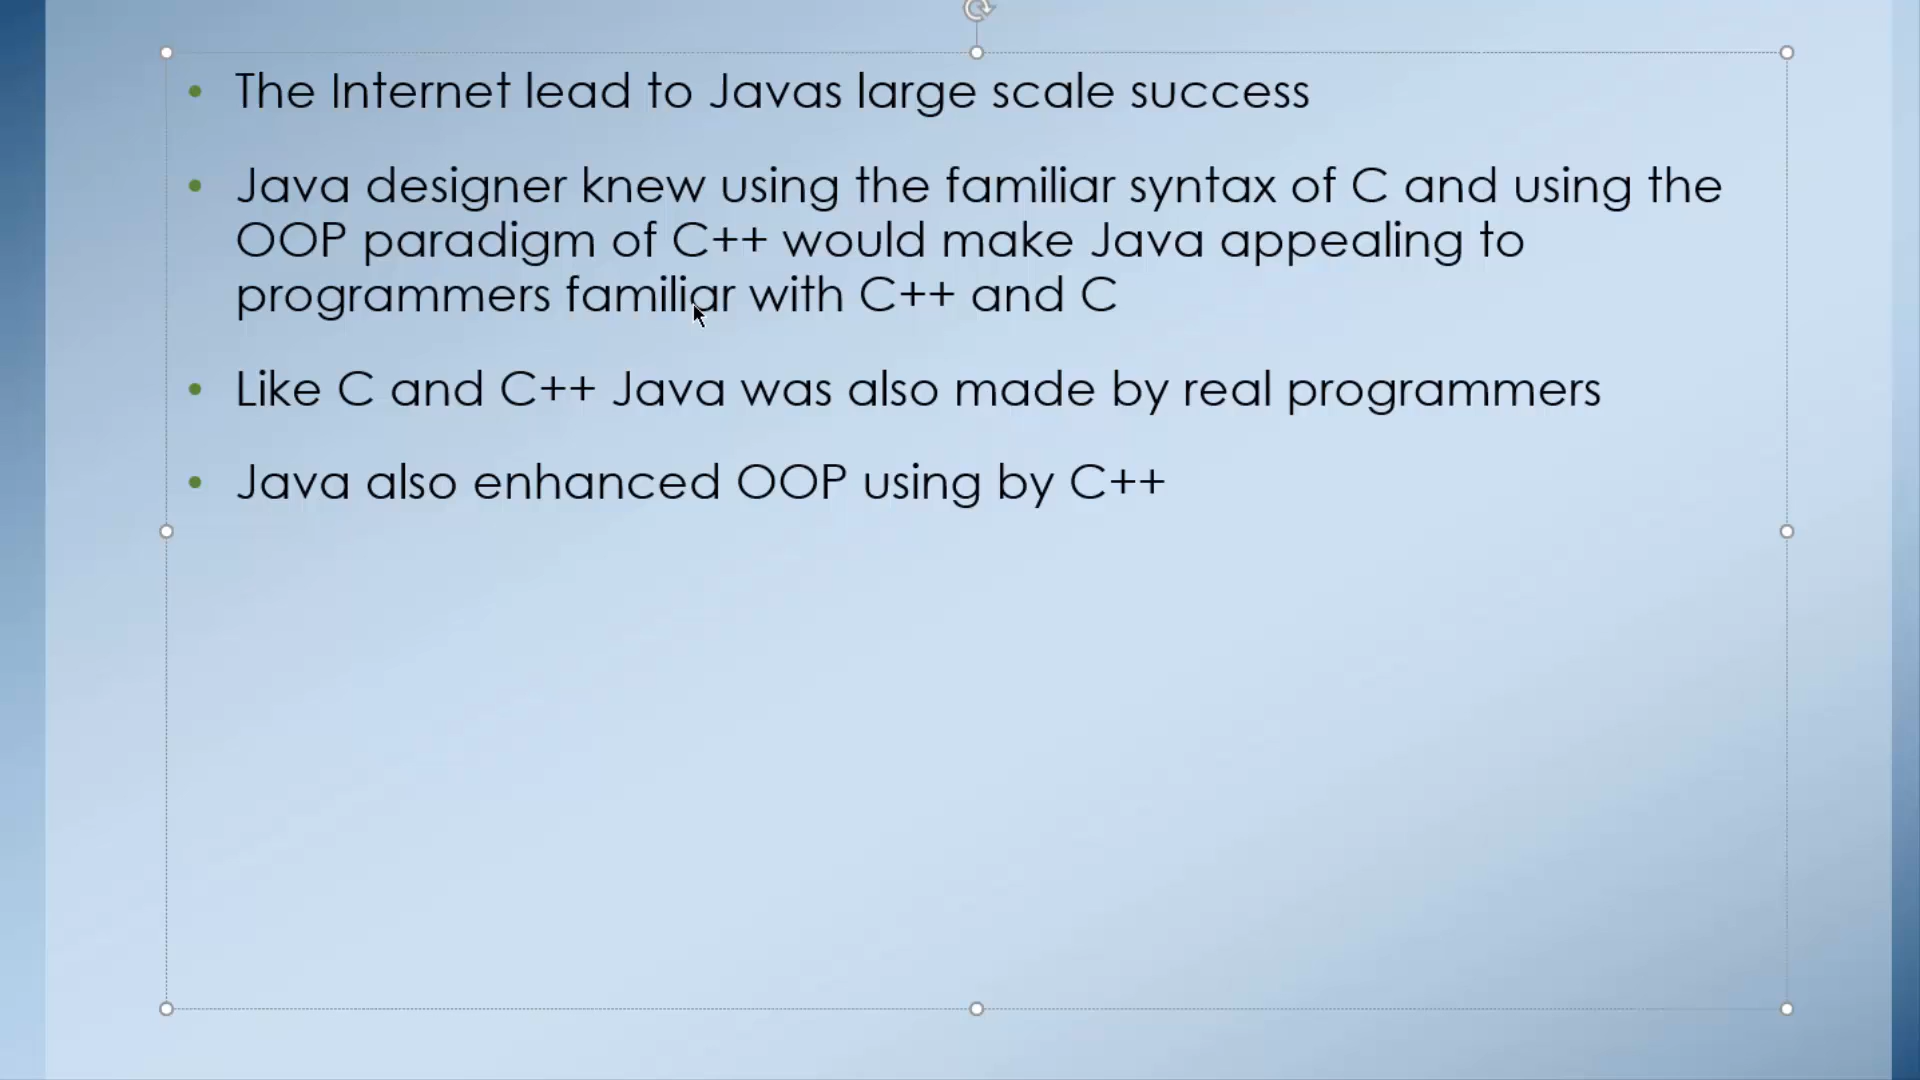 • The Internet lead to Javas large scale success
• Java designer knew using the familiar syntax of C and using the
OOP paradigm of C++ would make Java appealing to
programmers familiar with C++ and C
• Like C and C++ Java was also made by real programmers
• Java also enhanced OOP using by C++